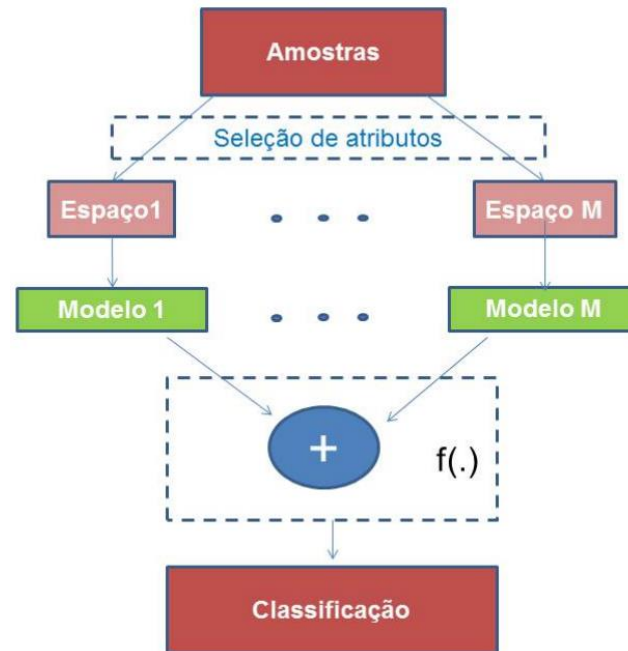 Amostras
Seleção de atributos
Espaço1
. . .
Espaço M
Modelo 1
. . .
Modelo M
+
f(.)
Classificação